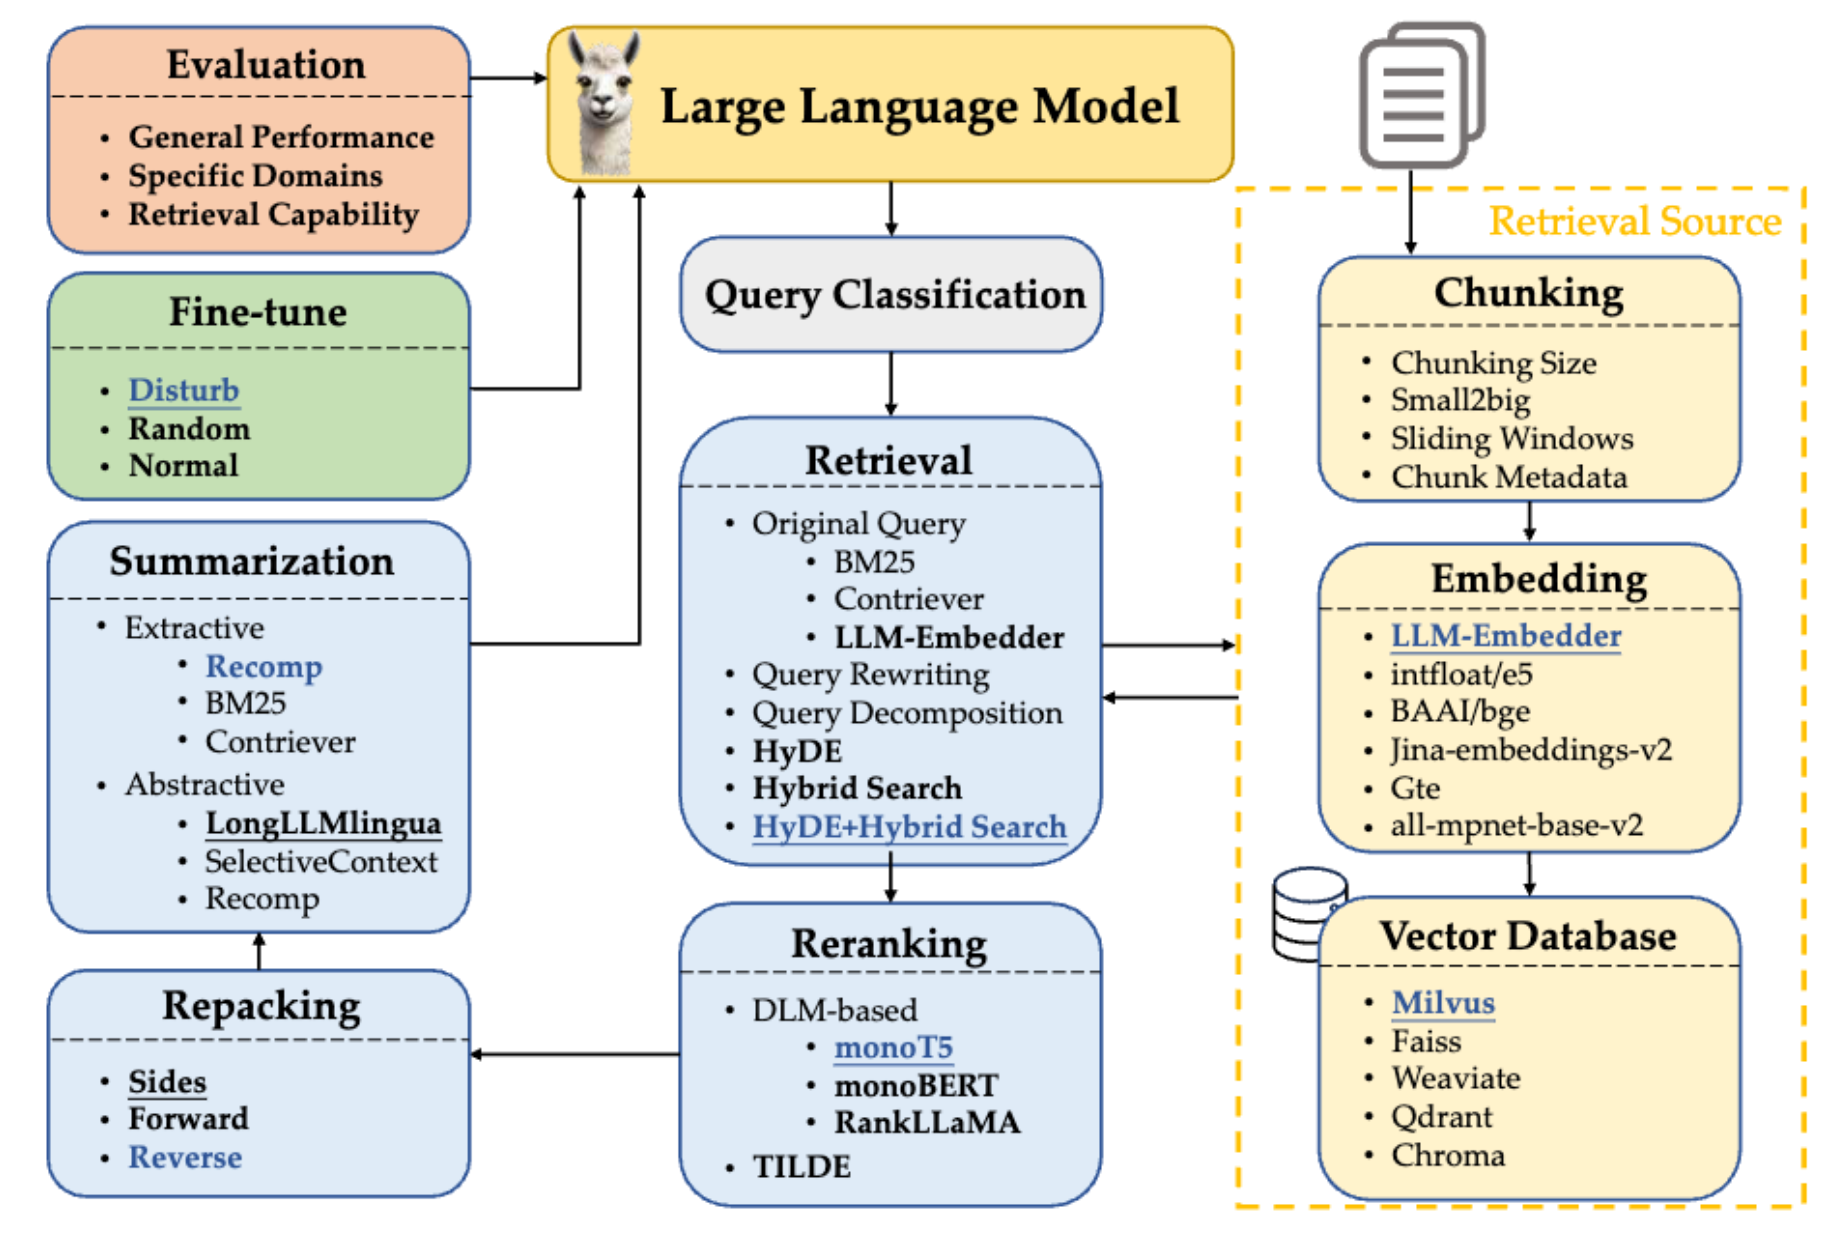 Evaluation
• General Performance
• Specific Domains
• Retrieval Capability
Large Language Model
Fine-tune
• Disturb
• Random
• Normal
Query Classification
Summarization
• Extractive
• Recomp
• BM25
• Contriever
• Abstractive
• LongLLMlingua
• SelectiveContext
• Recomp
Retrieval
• Original Query
• BM25
• Contriever
• LLM-Embedder
• Query Rewriting
• Query Decomposition
• HyDE
• Hybrid Search
• HyDE+Hybrid Search
Repacking
• Sides
• Forward
• Reverse
Reranking
• DLM-based
• monoT5
• monoBERT
• RankLLaMA
• TILDE
Retrieval Source
Chunking
• Chunking Size
• Small2big
• Sliding Windows
• Chunk Metadata
Embedding
• LLM-Embedder
• intfloat/e5
• BAAI/bge
• Jina-embeddings-v2
• Gte
• all-mpnet-base-v2
Vector Database
• Milvus
• Faiss
• Weaviate
• Qdrant
• Chroma